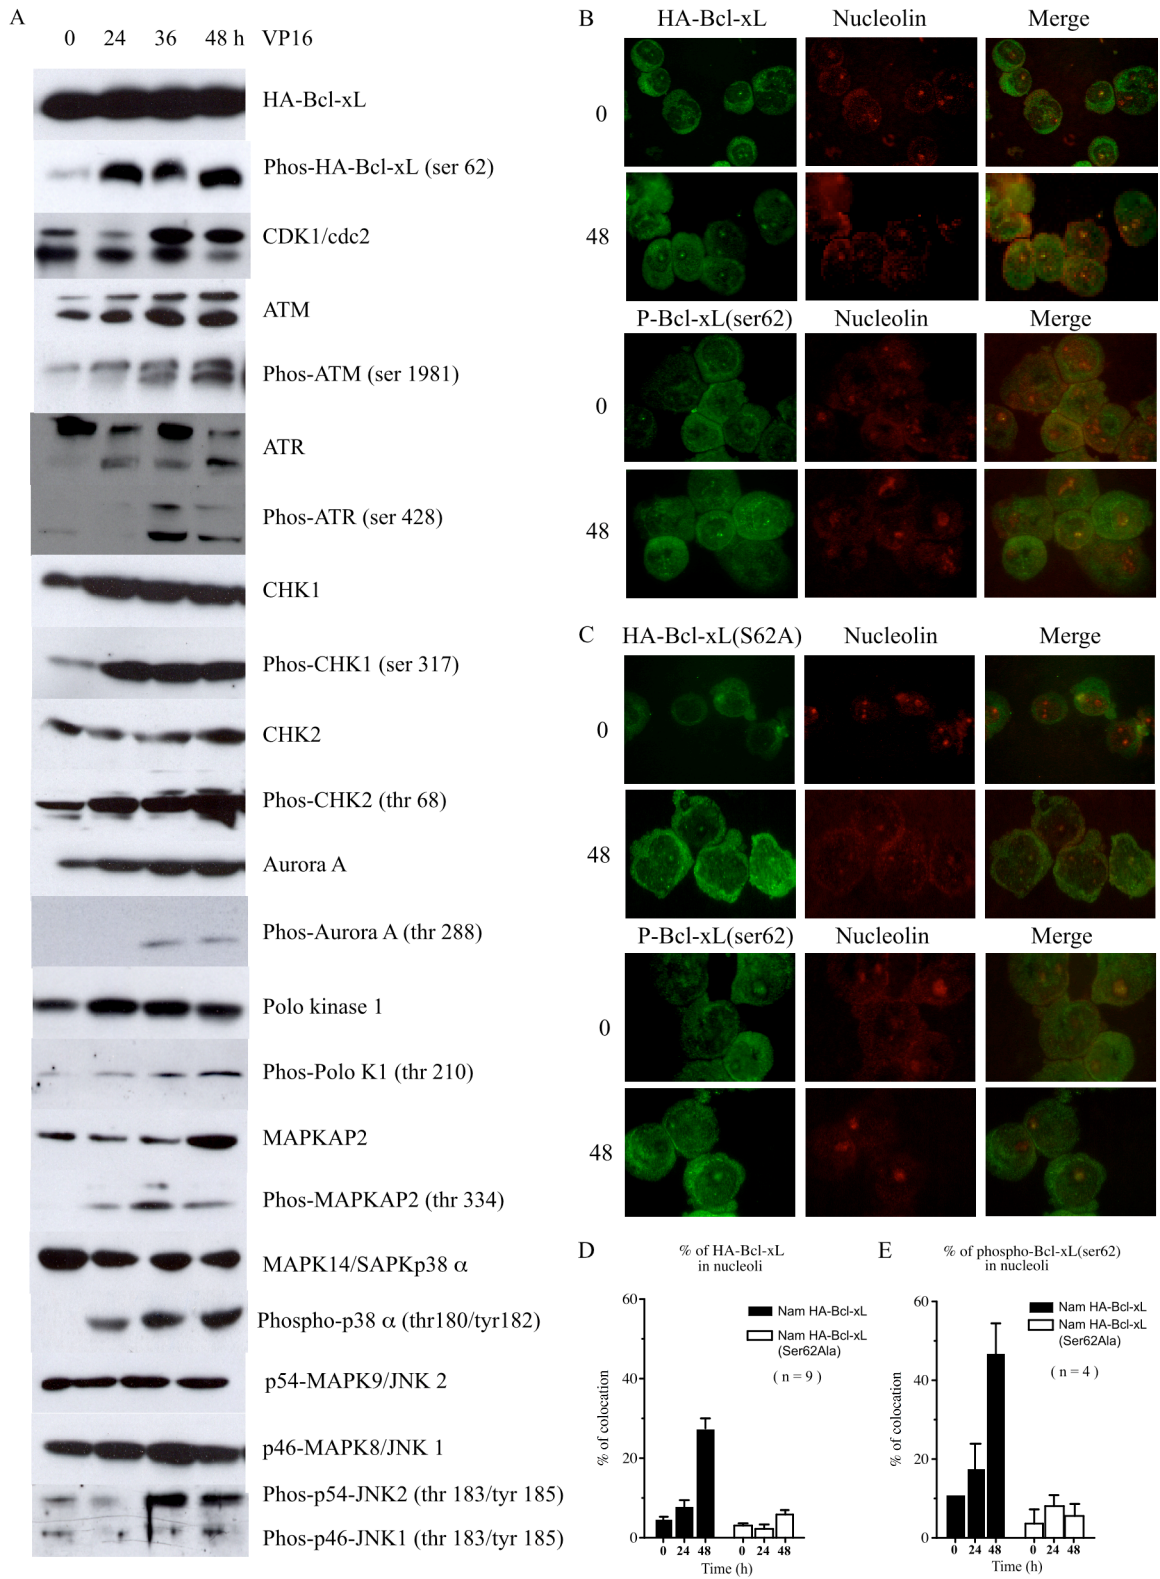 A
0 24 36 48 h VP16
HA-Bcl-xL
Phos-HA-Bcl-xL (ser 62)
CDK1/cdc2
ATM
Phos-ATM (ser 1981)
ATR
Phos-ATR (ser 428)
CHK1
Phos-CHK1 (ser 317)
CHK2
Phos-CHK2 (thr 68)
Aurora A
Phos-Aurora A (thr 288)
Polo kinase 1
Phos-Polo K1 (thr 210)
MAPKAP2
Phos-MAPKAP2 (thr 334)
MAPK14/SAPKp38 α
Phospho-p38 α (thr180/tyr182)
p54-MAPK9/JNK 2
p46-MAPK8/JNK 1
Phos-p54-JNK2 (thr 183/tyr 185)
Phos-p46-JNK1 (thr 183/tyr 185)
B
HA-Bcl-xL Nucleolin Merge
0
48
P-Bcl-xL(ser62) Nucleolin Merge
0
48
C
HA-Bcl-xL(S62A) Nucleolin Merge
0
48
P-Bcl-xL(ser62) Nucleolin Merge
0
48
D
% of HA-Bcl-xL
in nucleoli
60
40
20
0
% of colocation
Nam HA-Bcl-xL
Nam HA-Bcl-xL
(Ser62Ala)
( n = 9 )
0 24 48 0 24 48
Time (h)
E
% of phospho-Bcl-xL(ser62)
in nucleoli
60
40
20
0
% of colocation
Nam HA-Bcl-xL
Nam HA-Bcl-xL
(Ser62Ala)
( n = 4 )
0 24 48 0 24 48
Time (h)